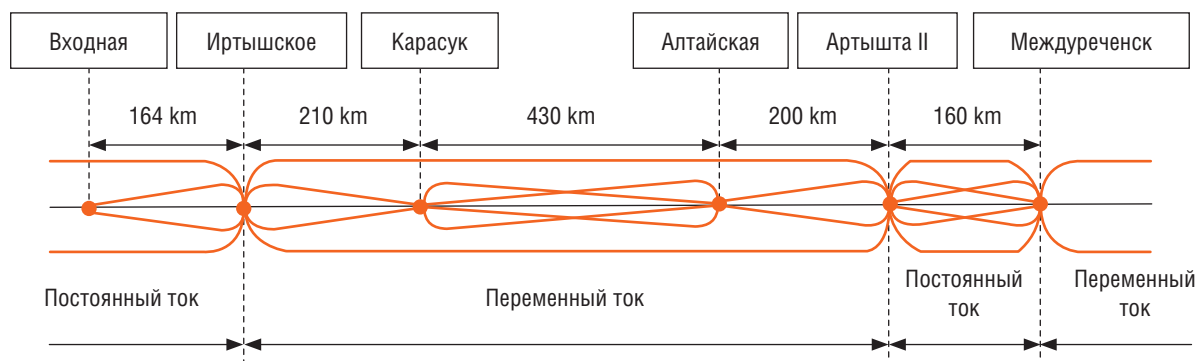 Входная
Иртышское
Карасук
Алтайская
Артышта II
Междуреченск
164 km
210 km
430 km
200 km
160 km
Постоянный ток
Переменный ток
Постоянный
ток
Переменный
ток